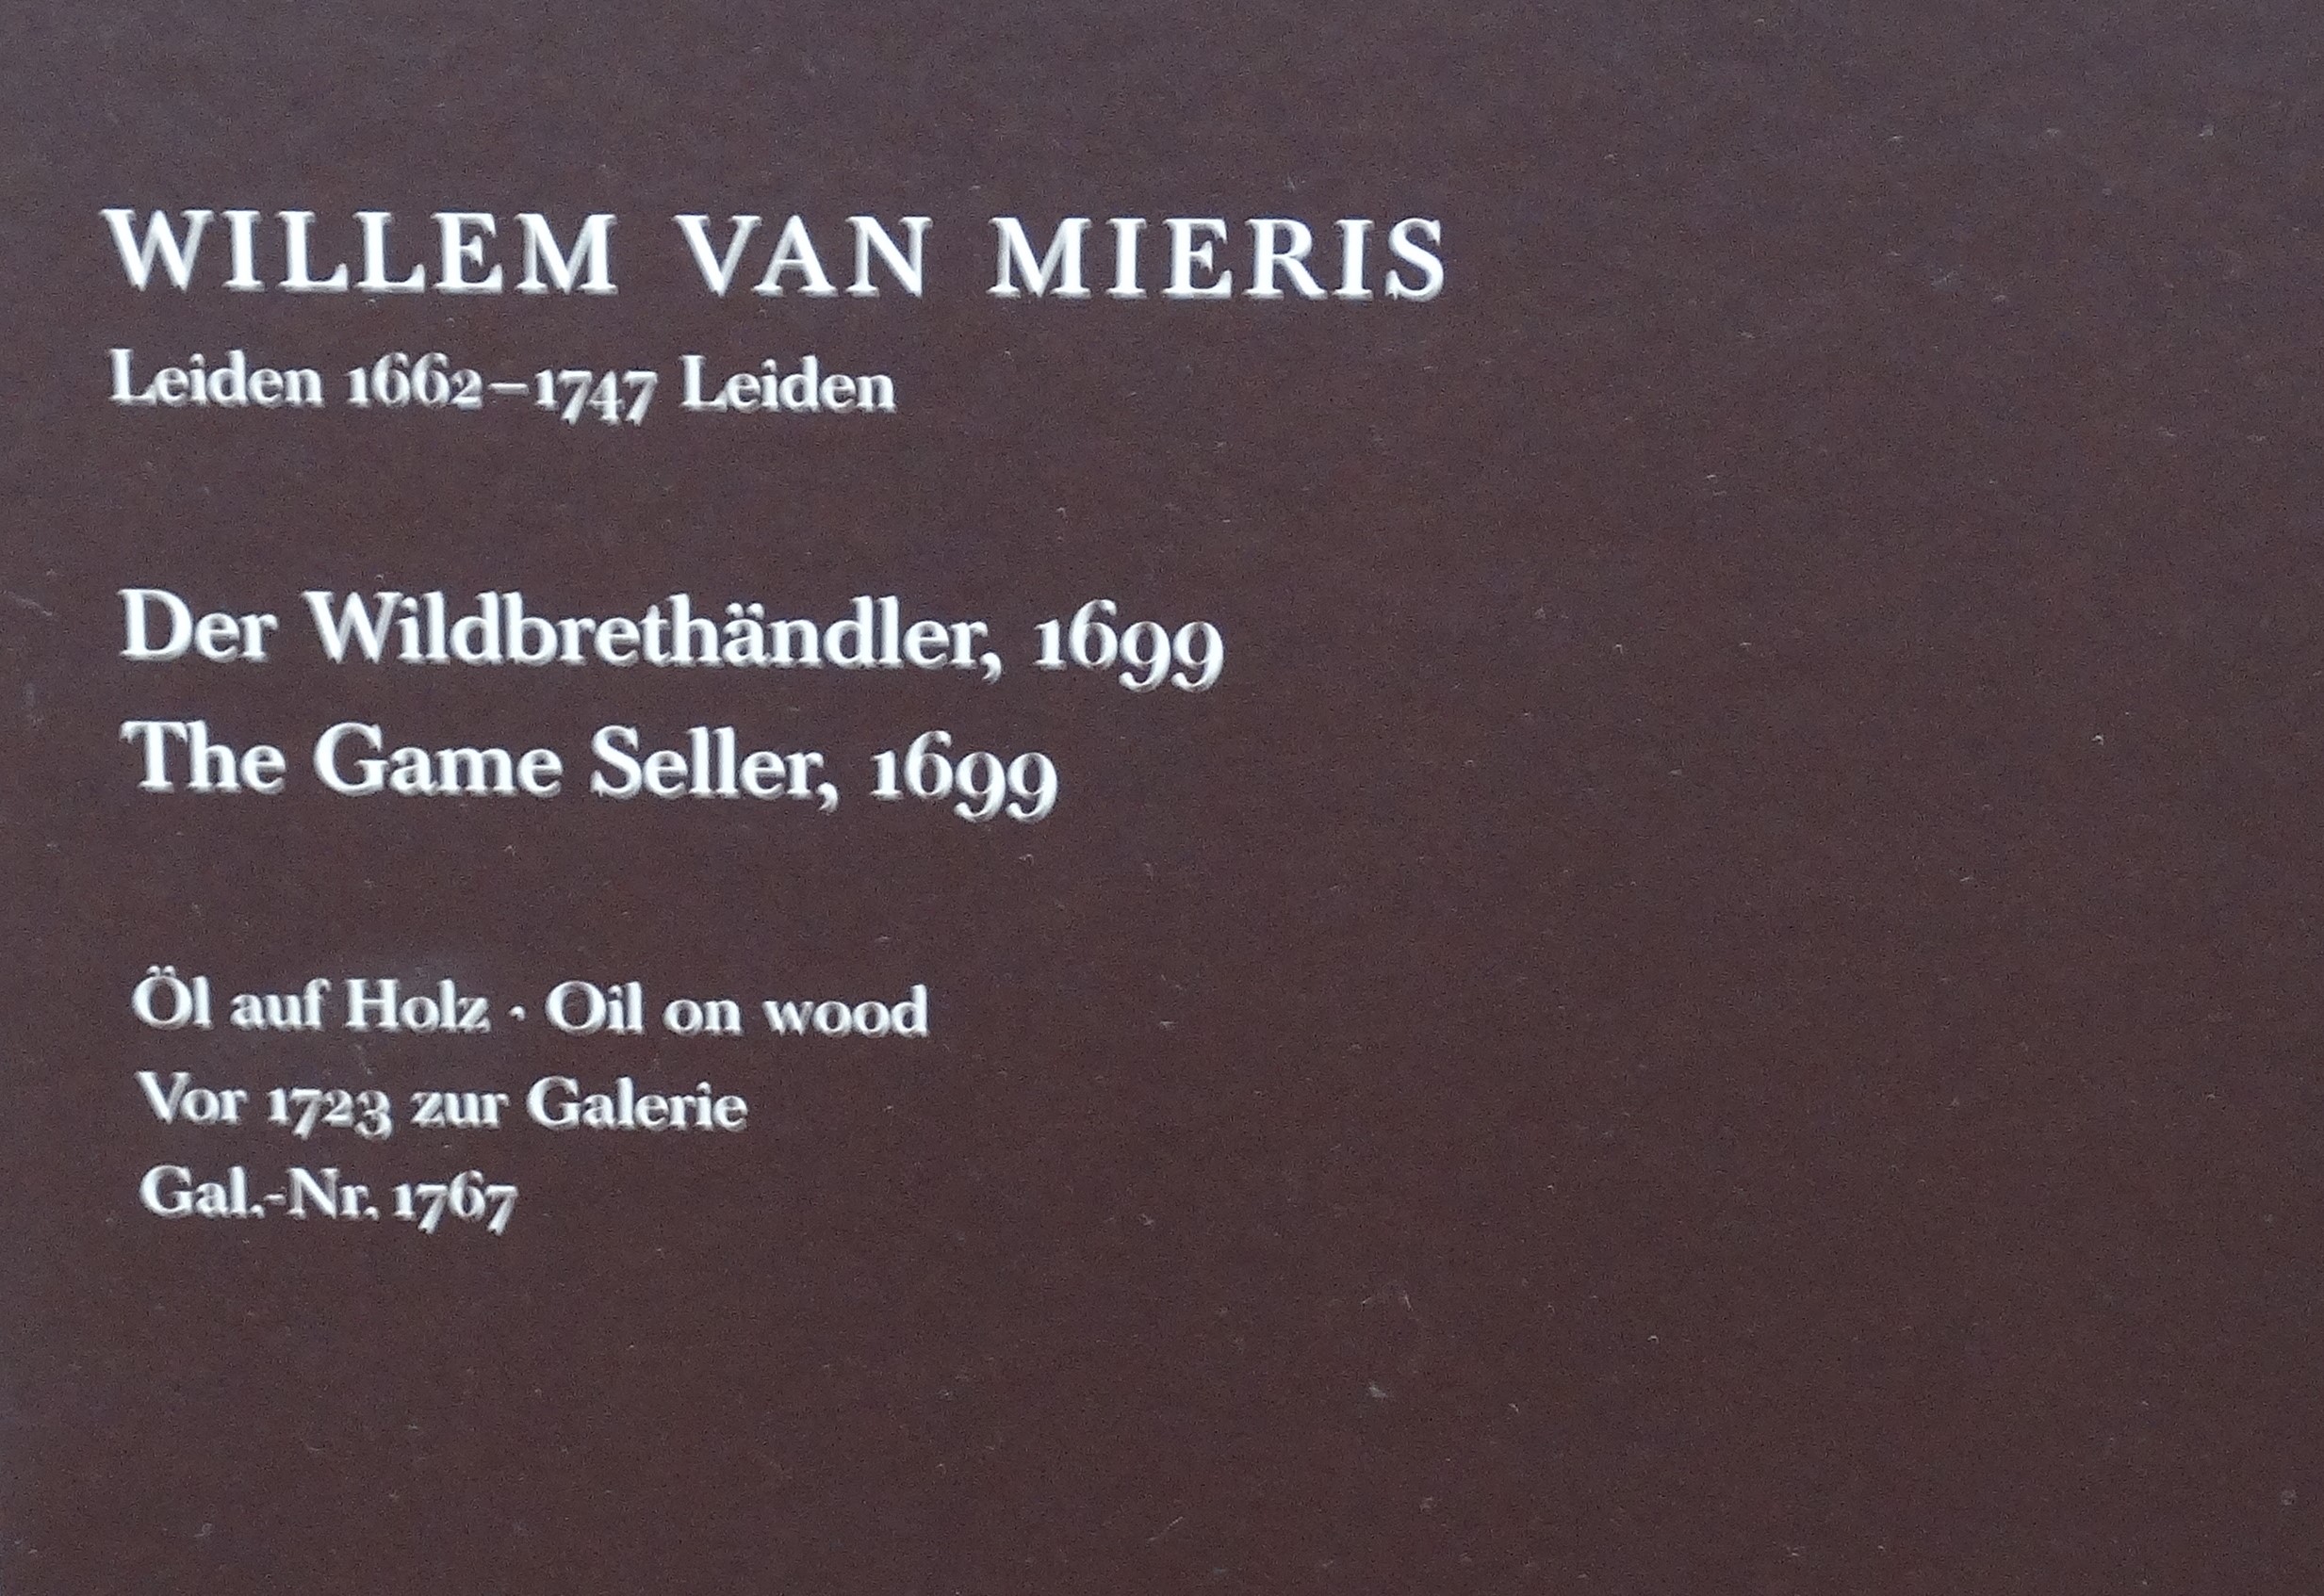 WILLEM VAN MIERIS
Leiden 1662–1747 Leiden
Der Wildbrethändler, 1699
The Game Seller, 1699
Öl auf Holz · Oil on wood
Vor 1723 zur Galerie
Gal.-Nr. 1767